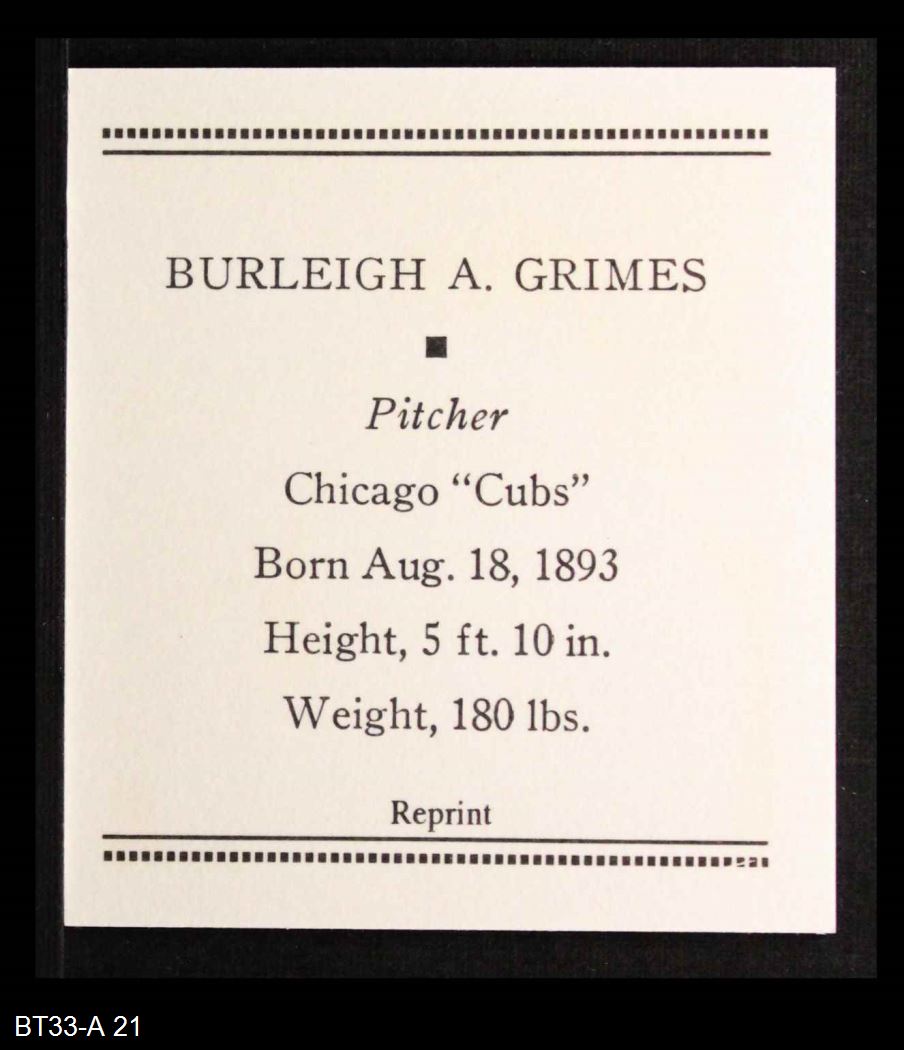 BURLEIGH A. GRIMES
Pitcher
Chicago “Cubs”
Born Aug. 18, 1893
Height, 5 ft. 10 in.
Weight, 180 lbs.
Reprint
BT33-A 21